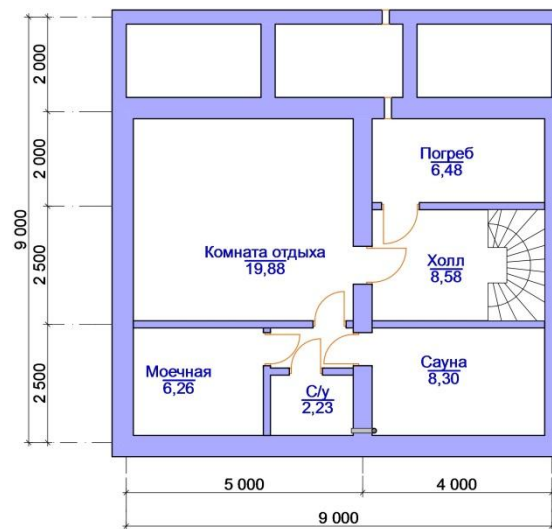 2 000
2 000
2 500
2 500
9 000
Погреб
6,48
Комната отдыха
19,88
Холл
8,58
Моечная
6,26
С/у
2,23
Сауна
8,30
5 000
4 000
9 000